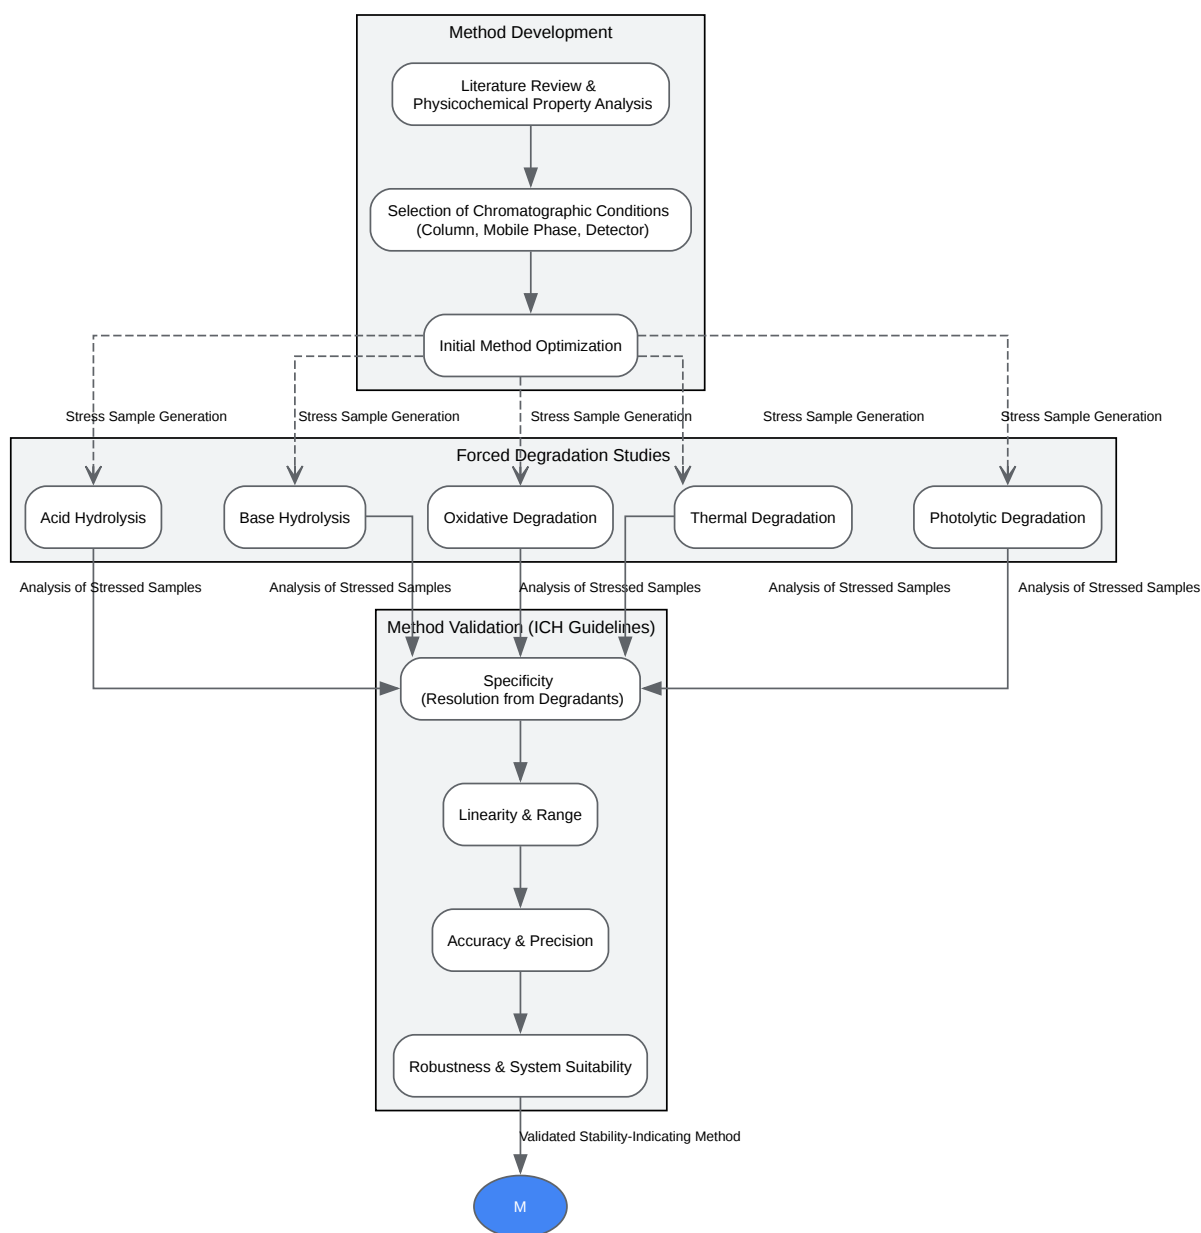 Method Development
Literature Review &
Physicochemical Property Analysis
Selection of Chromatographic Conditions
(Column, Mobile Phase, Detector)
Initial Method Optimization
Stress Sample Generation
Stress Sample Generation
Stress Sample Generation
Stress Sample Generation
Stress Sample Generation
Forced Degradation Studies
Acid Hydrolysis
Base Hydrolysis
Oxidative Degradation
Thermal Degradation
Photolytic Degradation
Analysis of Stressed Samples
Analysis of Stressed Samples
Analysis of Stressed Samples
Analysis of Stressed Samples
Analysis of Stressed Samples
Method Validation (ICH Guidelines)
Specificity
(Resolution from Degradants)
Linearity & Range
Accuracy & Precision
Robustness & System Suitability
Validated Stability-Indicating Method
M